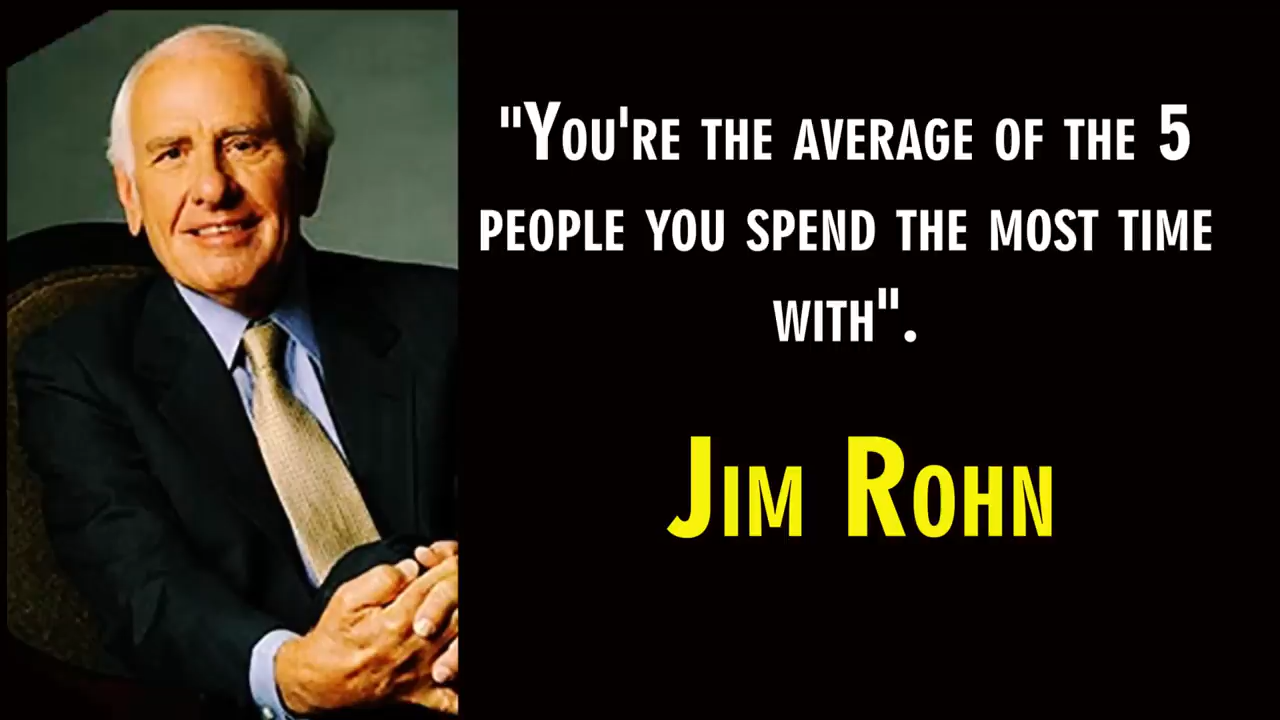 "You're the average of the 5
people you spend the most time
with".
Jim Rohn